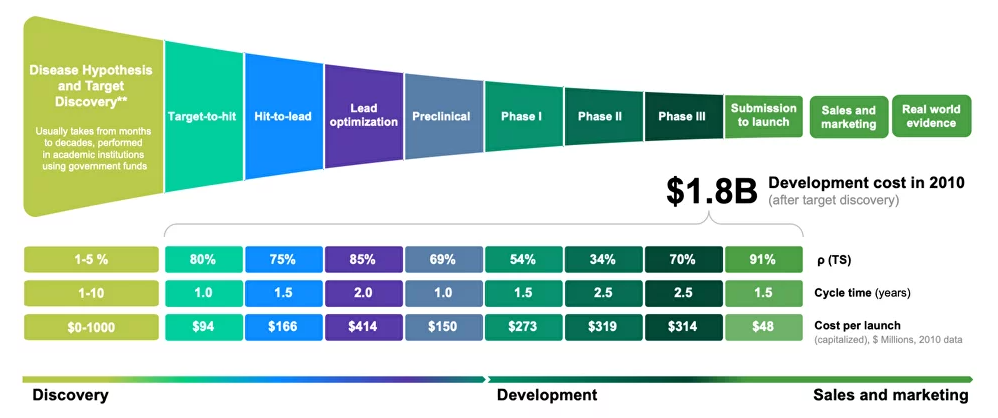 Disease Hypothesis
and Target
Discovery**
Usually takes from months
to decades, performed
in academic institutions
using government funds
Target-to-hit
Hit-to-lead
Lead
optimization
Preclinical
Phase I
Phase II
Phase III
Submission
to launch
Sales and
marketing
Real world
evidence
$1.8B
Development cost in 2010
(after target discovery)
1-5 %
80%
75%
85%
69%
54%
34%
70%
91%
ρ (TS)
1-10
1.0
1.5
2.0
1.0
1.5
2.5
2.5
1.5
Cycle time (years)
$0-1000
$94
$166
$414
$150
$273
$319
$314
$48
Cost per launch
(capitalized), $ Millions, 2010 data
Discovery
Development
Sales and marketing